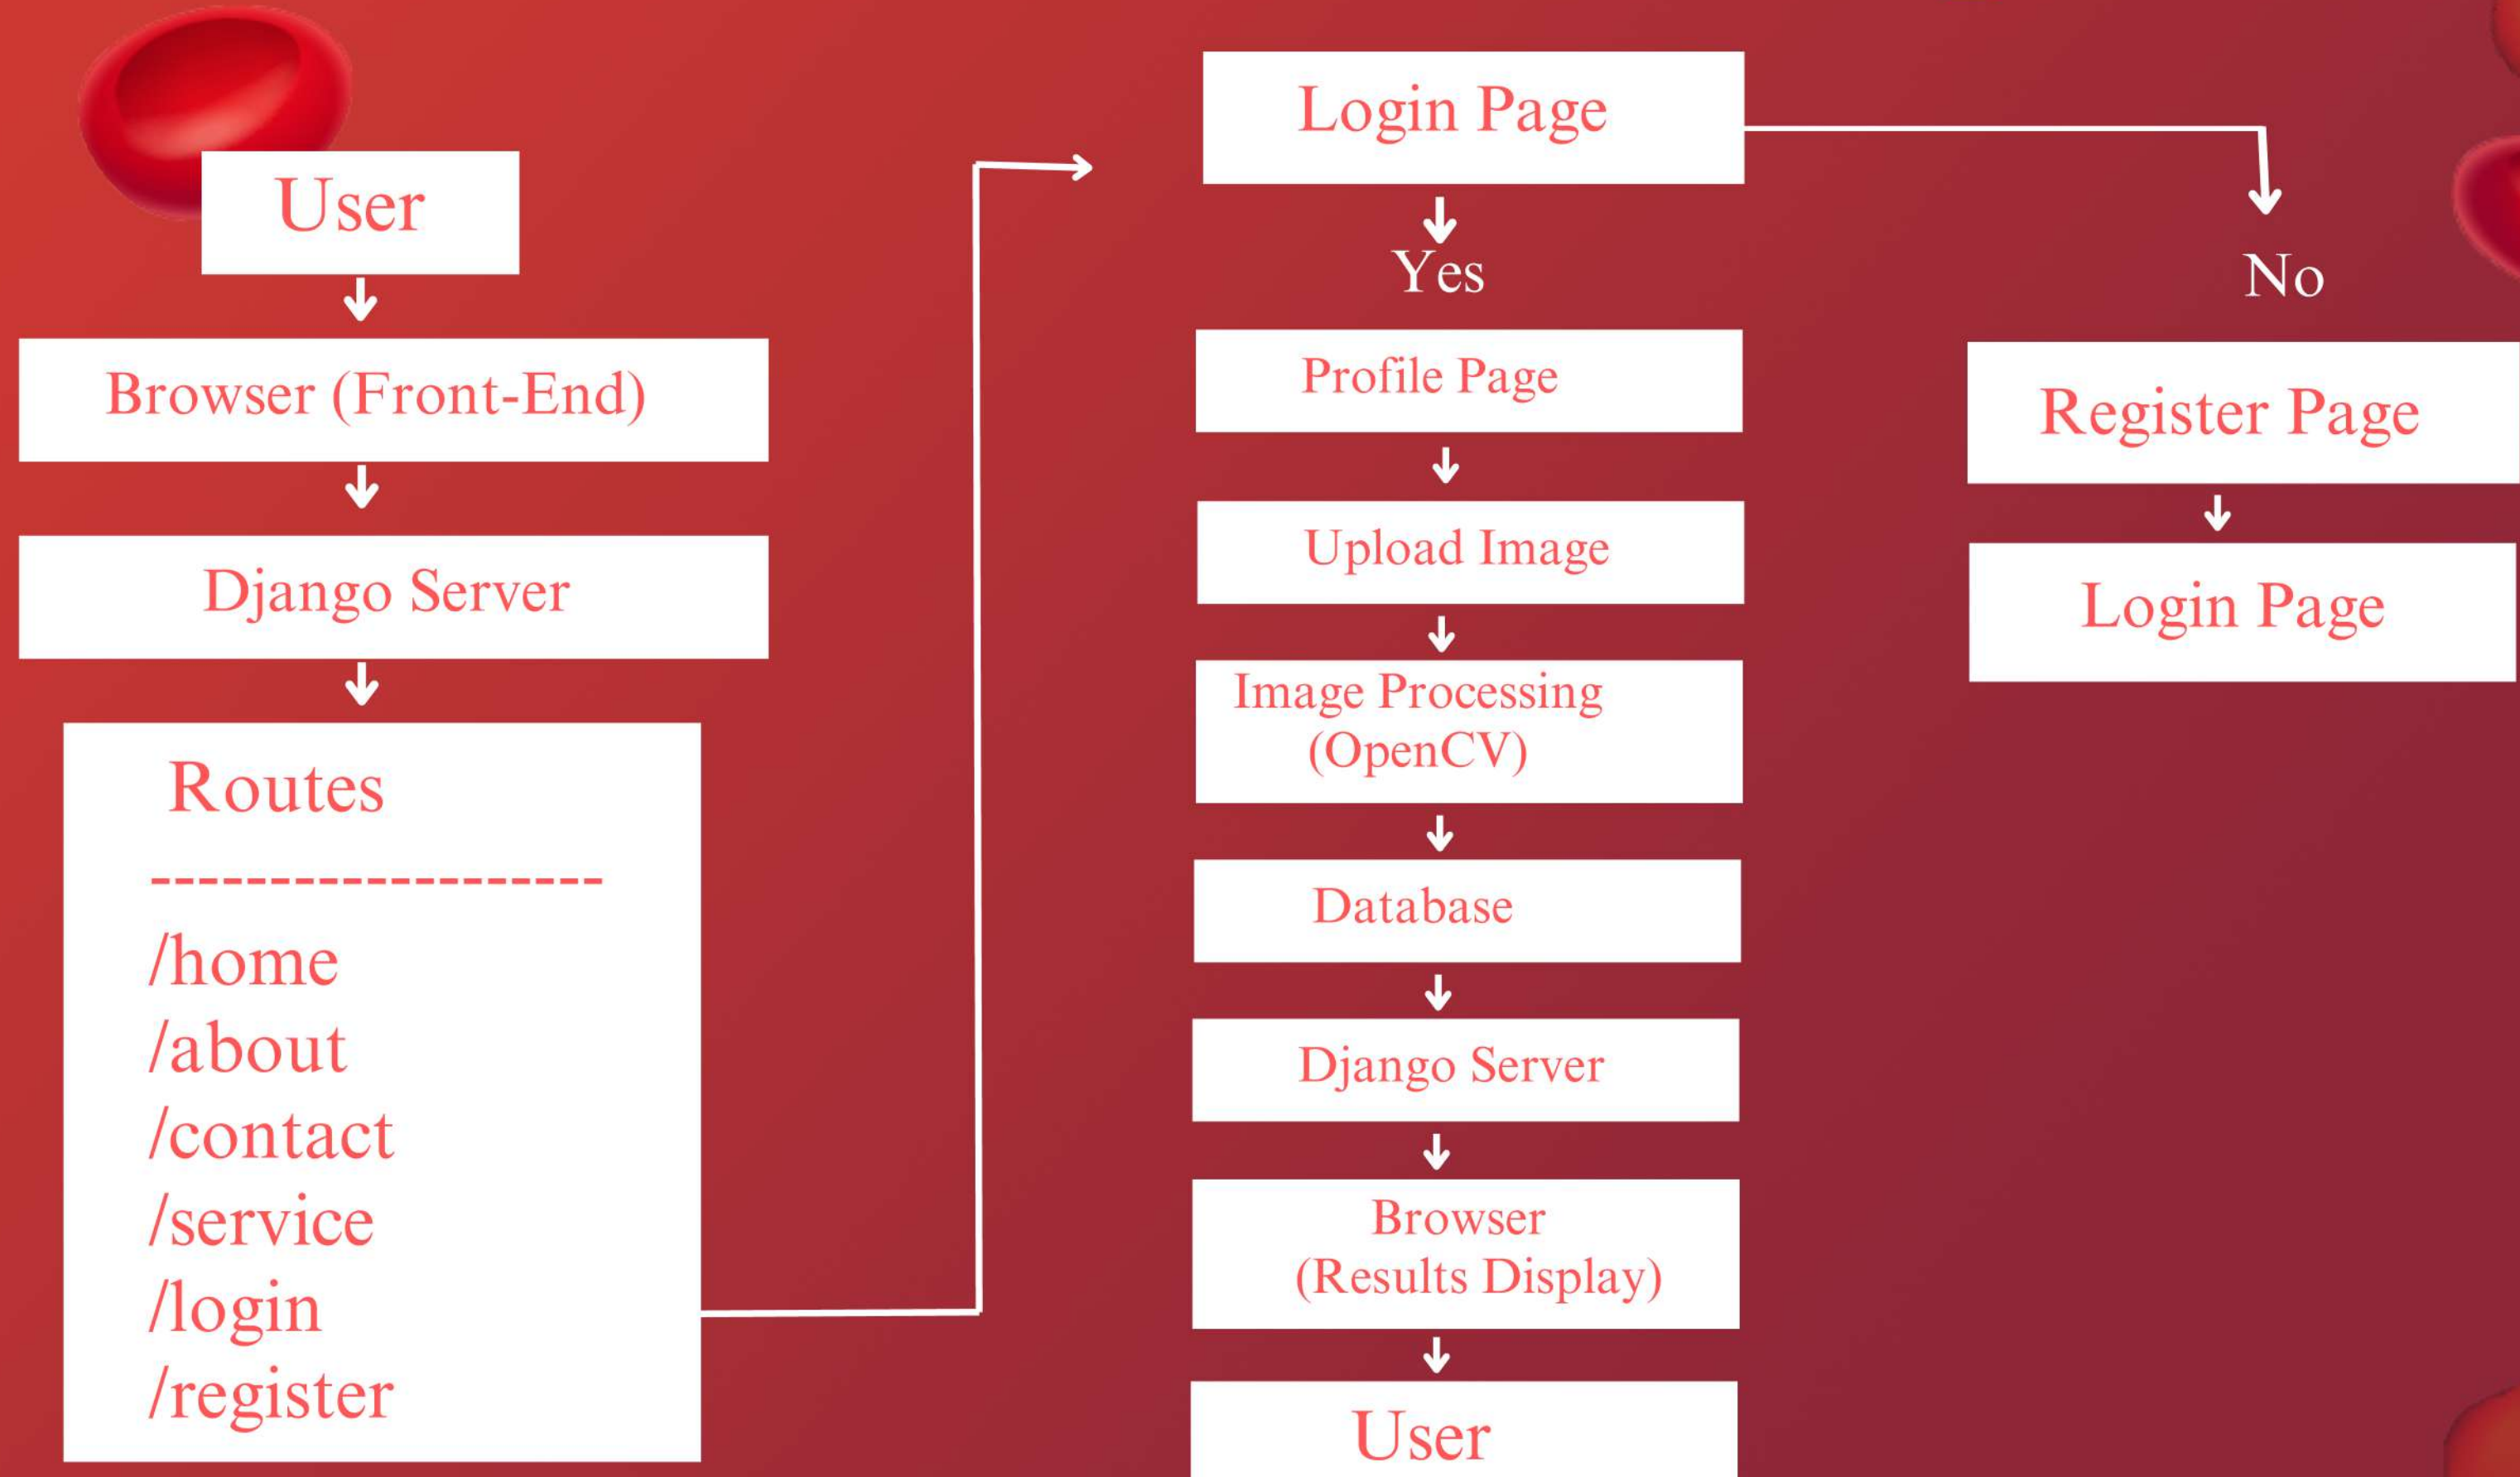 User
Browser (Front-End)
Django Server
Routes
-------------------
/home
/about
/contact
/service
/login
/register
Login Page
Yes
Profile Page
Upload Image
Image Processing
(OpenCV)
Database
Django Server
Browser
(Results Display)
User
No
Register Page
Login Page